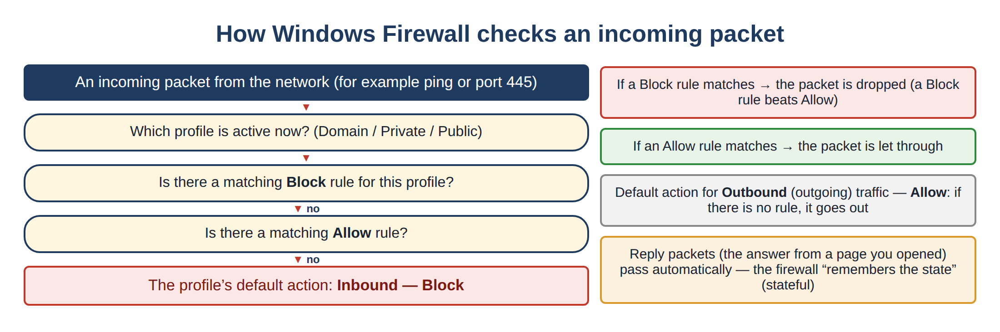 How Windows Firewall checks an incoming packet
An incoming packet from the network (for example ping or port 445)
▼
Which profile is active now? (Domain / Private / Public)
▼
Is there a matching Block rule for this profile?
▼ no
Is there a matching Allow rule?
▼ no
The profile’s default action: Inbound — Block
If a Block rule matches → the packet is dropped (a Block
rule beats Allow)
If an Allow rule matches → the packet is let through
Default action for Outbound (outgoing) traffic — Allow: if
there is no rule, it goes out
Reply packets (the answer from a page you opened)
pass automatically — the firewall “remembers the state”
(stateful)